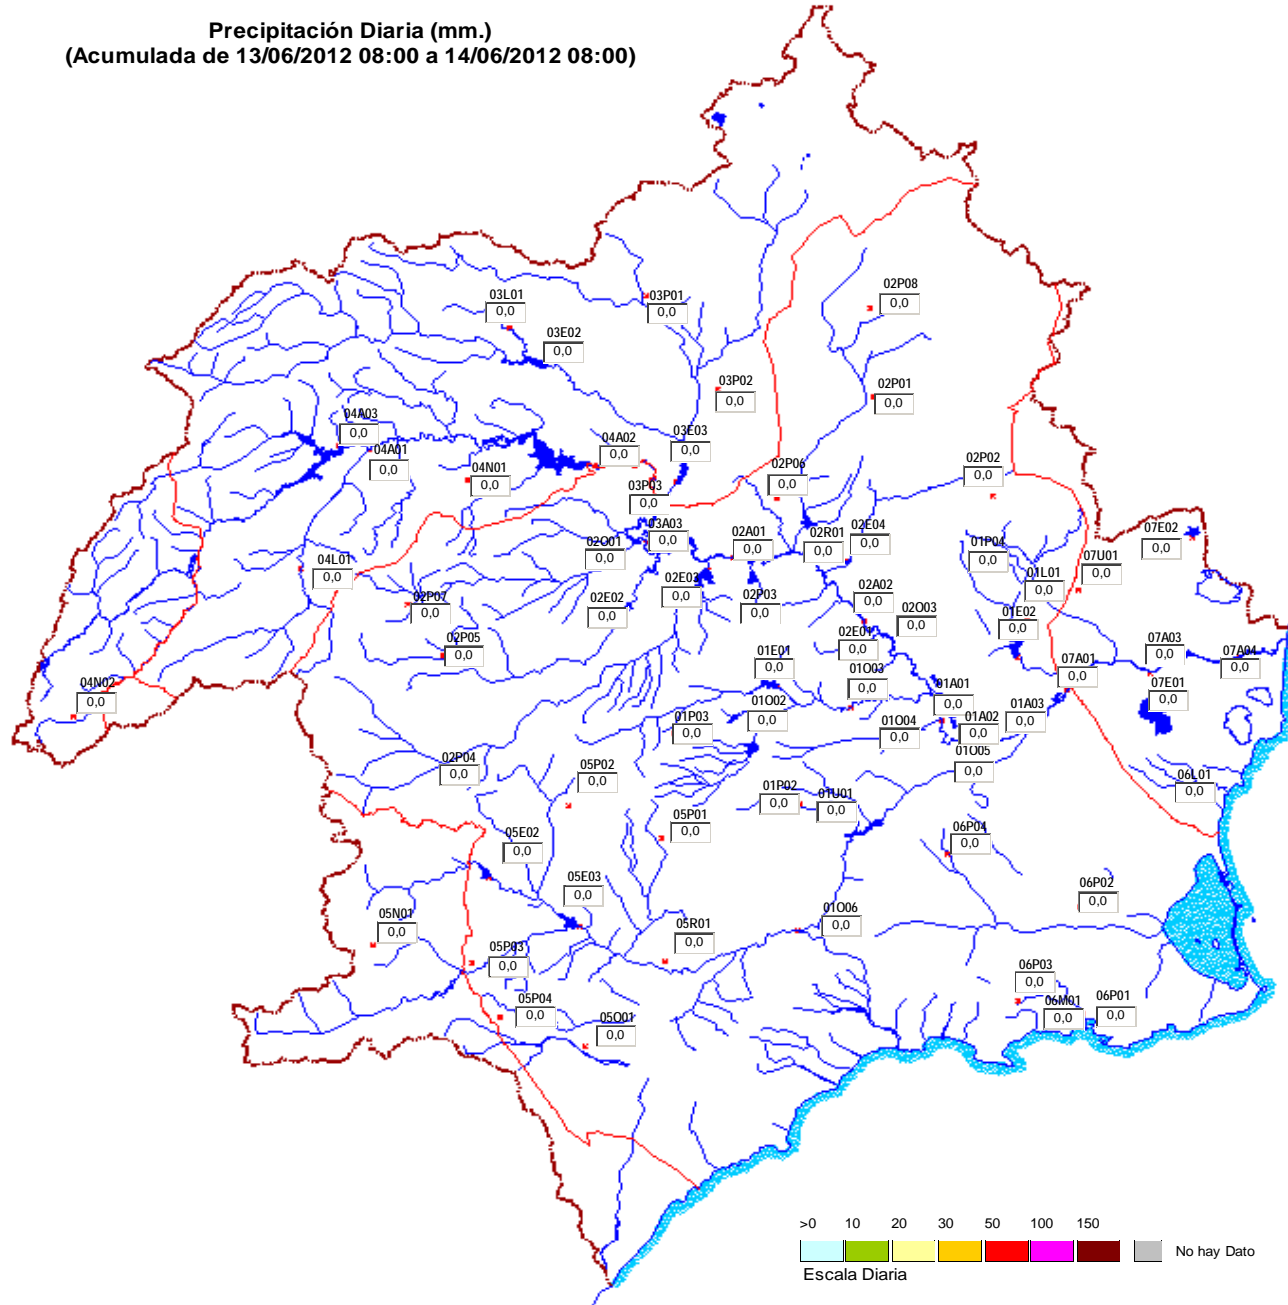 Precipitación Diaria (mm.)
(Acumulada de 13/06/2012 08:00 a 14/06/2012 08:00)
03L01
0,0
03P01
0,0
02P08
0,0
03E02
0,0
03P02
0,0
02P01
0,0
04A03
0,0
04A01
0,0
04A02
0,0
03E03
0,0
04N01
0,0
02P06
0,0
02P02
0,0
03P03
0,0
03A03
0,0
02O01
0,0
02A01
0,0
02R01
0,0
02E04
0,0
01P04
0,0
07E02
0,0
07U01
0,0
04L01
0,0
02E03
0,0
01L01
0,0
02P07
0,0
02E02
0,0
02P03
0,0
02A02
0,0
02O03
0,0
01E02
0,0
02P05
0,0
02E01
0,0
01E01
0,0
07A03
0,0
07A04
0,0
07A01
0,0
04N02
0,0
01O03
0,0
01A01
0,0
07E01
0,0
01P03
0,0
01O02
0,0
01O04
0,0
01A02
0,0
01A03
0,0
02P04
0,0
05P02
0,0
01O05
0,0
01P02
0,0
01U01
0,0
06L01
0,0
05P01
0,0
05E02
0,0
06P04
0,0
05E03
0,0
06P02
0,0
05N01
0,0
05R01
0,0
01O06
0,0
05P03
0,0
06P03
0,0
05P04
0,0
05O01
0,0
06M01
0,0
06P01
0,0
>0 10 20 30 50 100 150
No hay Dato
Escala Diaria